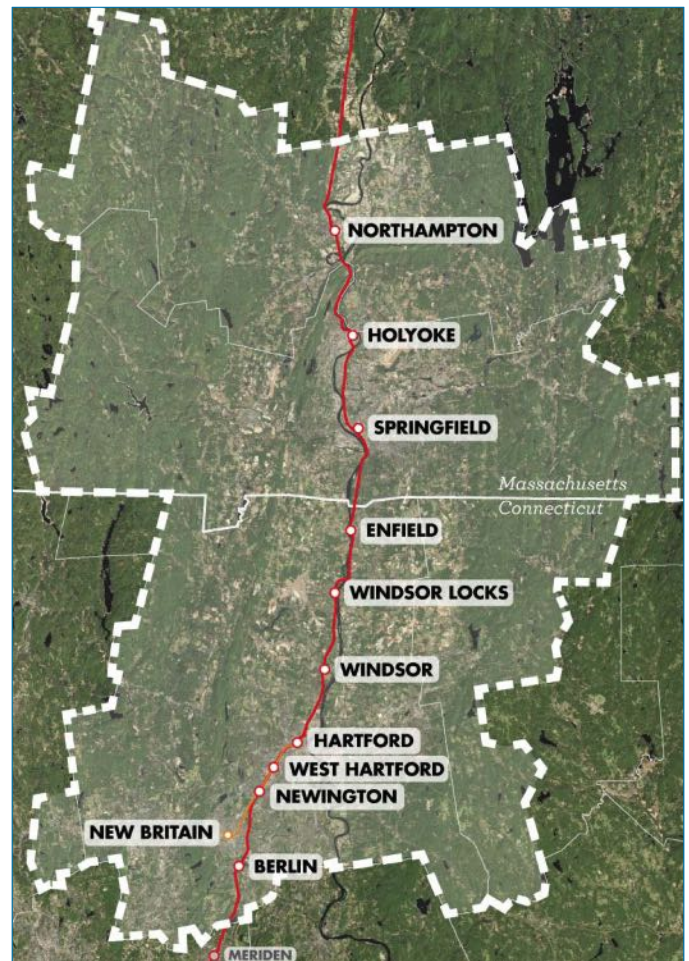 NORTHAMPTON
HOLYOKE
SPRINGFIELD
Massachusetts
Connecticut
ENFIELD
WINDSOR LOCKS
WINDSOR
HARTFORD
WEST HARTFORD
NEWINGTON
NEW BRITAIN
BERLIN
MERIDEN